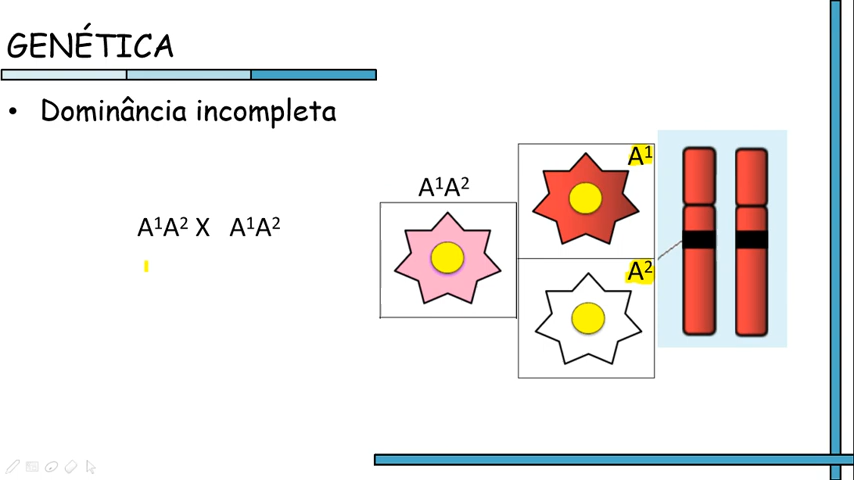 GENÉTICA
• Dominância incompleta
A¹A² X A¹A²
A¹A²
A¹
A²